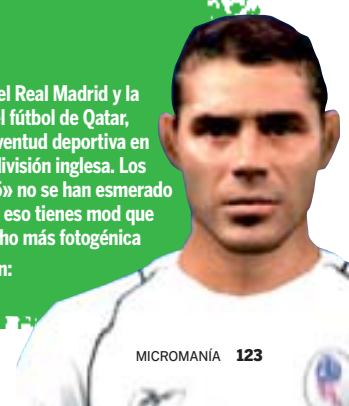 el Real Madrid y la
el fútbol de Qatar,
ventud deportiva en
división inglesa. Los
» no se han esmerado
eso tienes mod que
ho más fotogénica
n:
MICROMANÍA 123